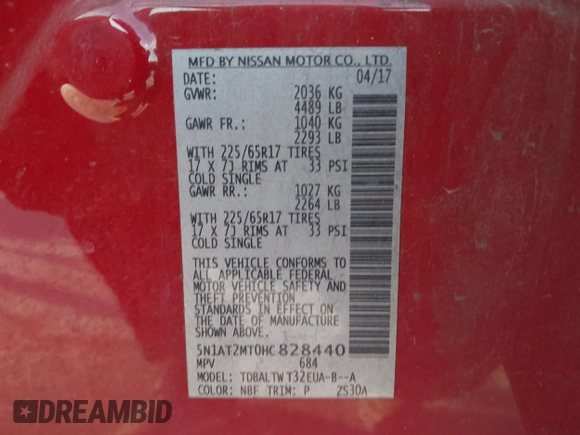 MFD BY NISSAN MOTOR CO., LTD.
DATE: 04/17
GVWR: 2036 KG
4489 LB
GAWR FR.: 1040 KG
2293 LB
WITH 225/65R17 TIRES
17 X 7J RIMS AT 33 PSI
COLD SINGLE
GAWR RR.: 1027 KG
2264 LB
WITH 225/65R17 TIRES
17 X 7J RIMS AT 33 PSI
COLD SINGLE
THIS VEHICLE CONFORMS TO
ALL APPLICABLE FEDERAL
MOTOR VEHICLE SAFETY AND
THEFT PREVENTION
STANDARDS IN EFFECT ON THE
DATE OF MANUFACTURE
SHOWN ABOVE.
5N1AT2MT0HC828440
MPV 684
MODEL: TDBALTW T32EUA-B--A
COLOR: NBF TRIM: P ZS30A
DREAMBID